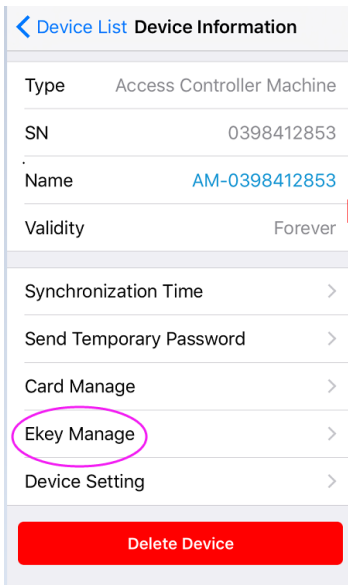 Device List Device Information
Type Access Controller Machine
SN 0398412853
Name AM-0398412853
Validity Forever
Synchronization Time
Send Temporary Password
Card Manage
Ekey Manage
Device Setting
Delete Device